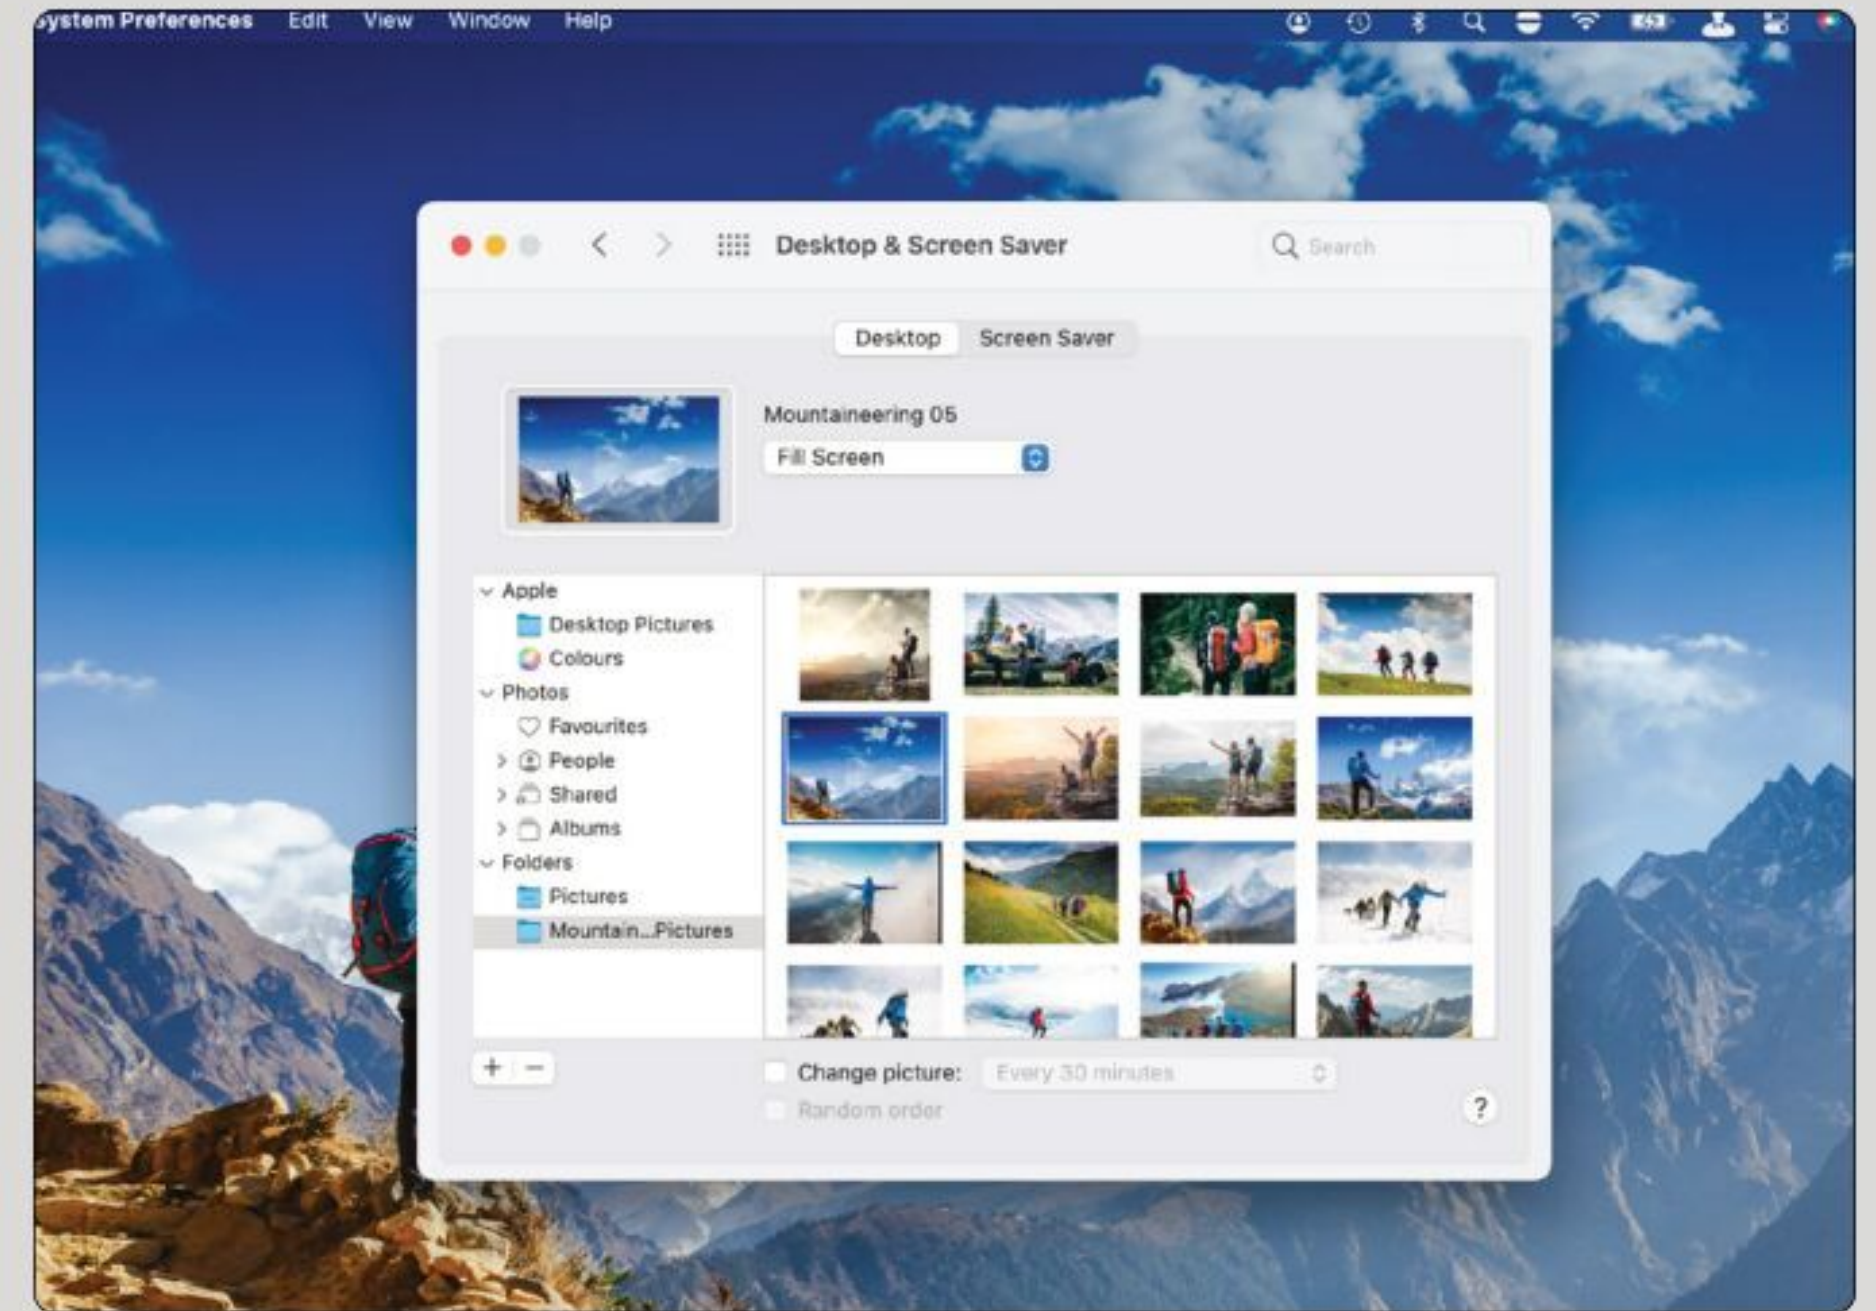 ystem Preferences Edit View Window Help
Desktop & Screen Saver Search
Desktop Screen Saver
Mountaineering 05
Fill Screen
Apple
Desktop Pictures
Colours
Photos
Favourites
People
Shared
Albums
Folders
Pictures
Mountain...Pictures
+ −
Change picture: Every 30 minutes
Random order
?